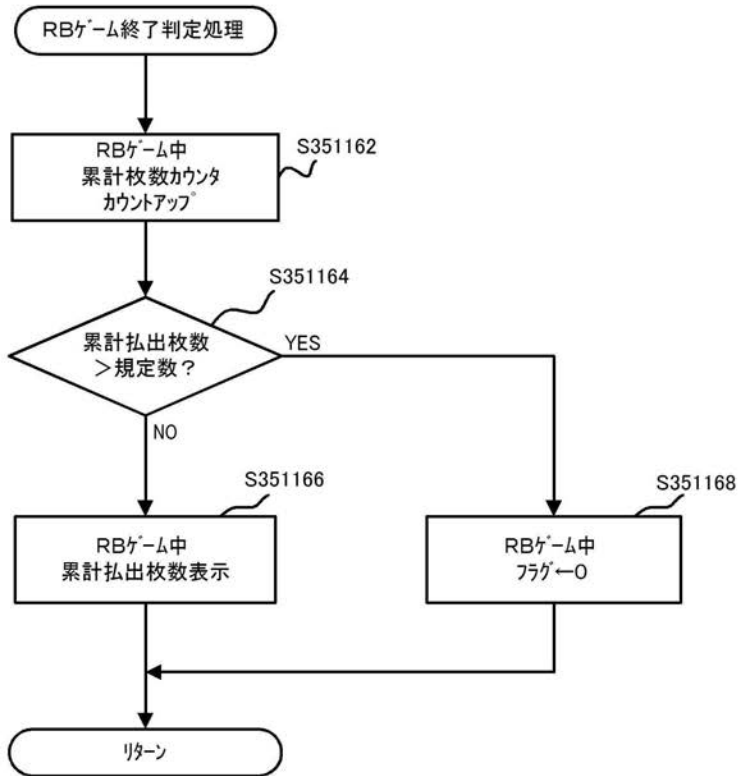 RBｹﾞｰﾑ終了判定処理
S351162
RBｹﾞｰﾑ中
累計枚数ｶｳﾝﾀ
ｶｳﾝﾄｱｯﾌﾟ
S351164
累計払出枚数
＞規定数？
YES
NO
S351166
RBｹﾞｰﾑ中
累計払出枚数表示
S351168
RBｹﾞｰﾑ中
ﾌﾗｸﾞ←0
ﾘﾀｰﾝ